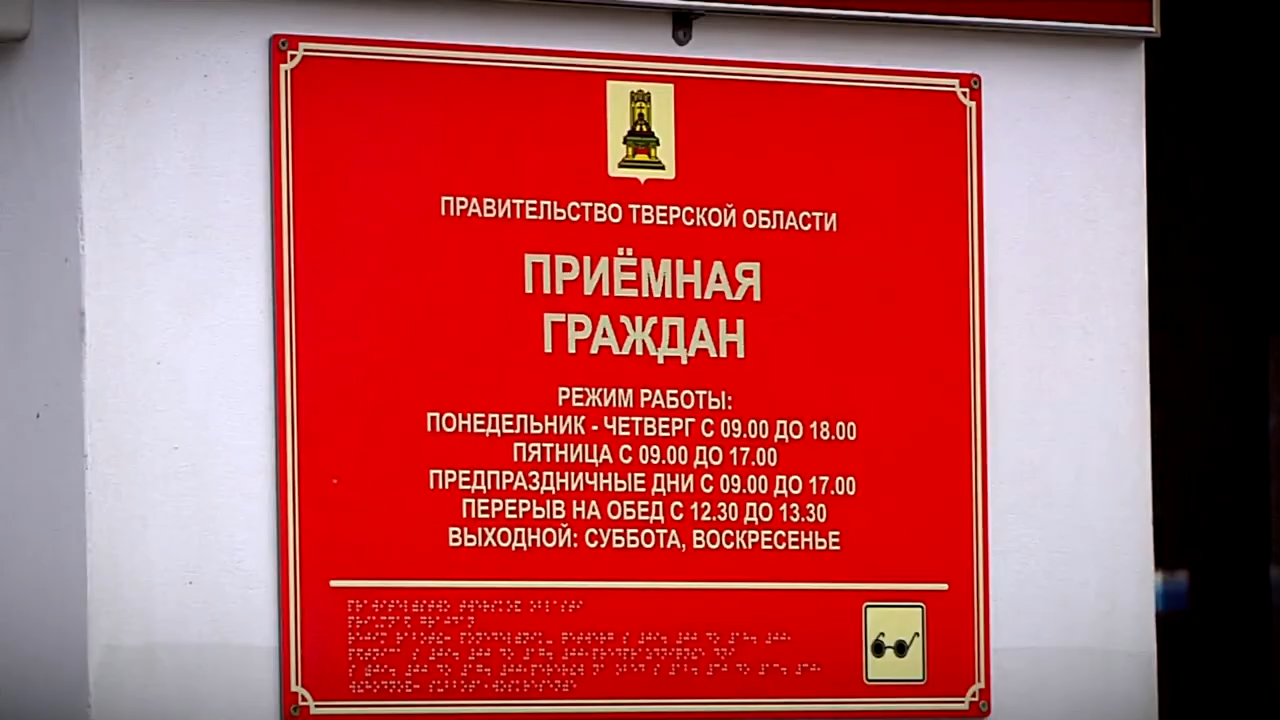 ПРАВИТЕЛЬСТВО ТВЕРСКОЙ ОБЛАСТИ
ПРИЁМНАЯ
ГРАЖДАН
РЕЖИМ РАБОТЫ:
ПОНЕДЕЛЬНИК - ЧЕТВЕРГ С 09.00 ДО 18.00
ПЯТНИЦА С 09.00 ДО 17.00
ПРЕДПРАЗДНИЧНЫЕ ДНИ С 09.00 ДО 17.00
ПЕРЕРЫВ НА ОБЕД С 12.30 ДО 13.30
ВЫХОДНОЙ: СУББОТА, ВОСКРЕСЕНЬЕ